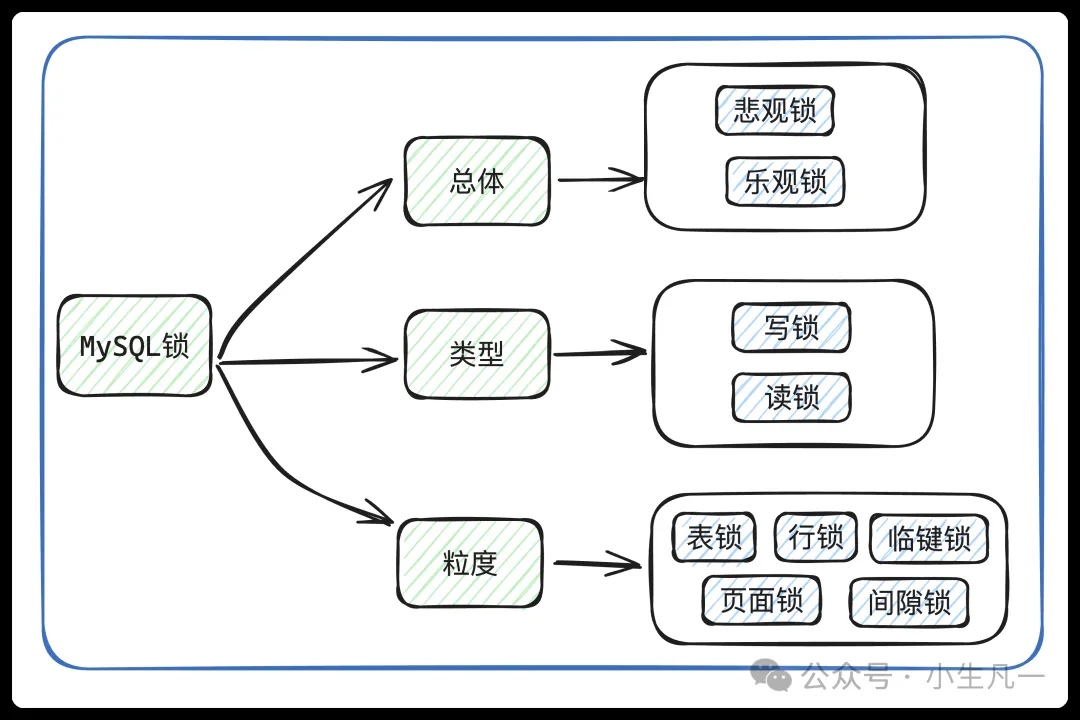 MySQL锁
总体
悲观锁
乐观锁
类型
写锁
读锁
粒度
表锁 行锁 临键锁
页面锁 间隙锁
公众号 · 小生凡一